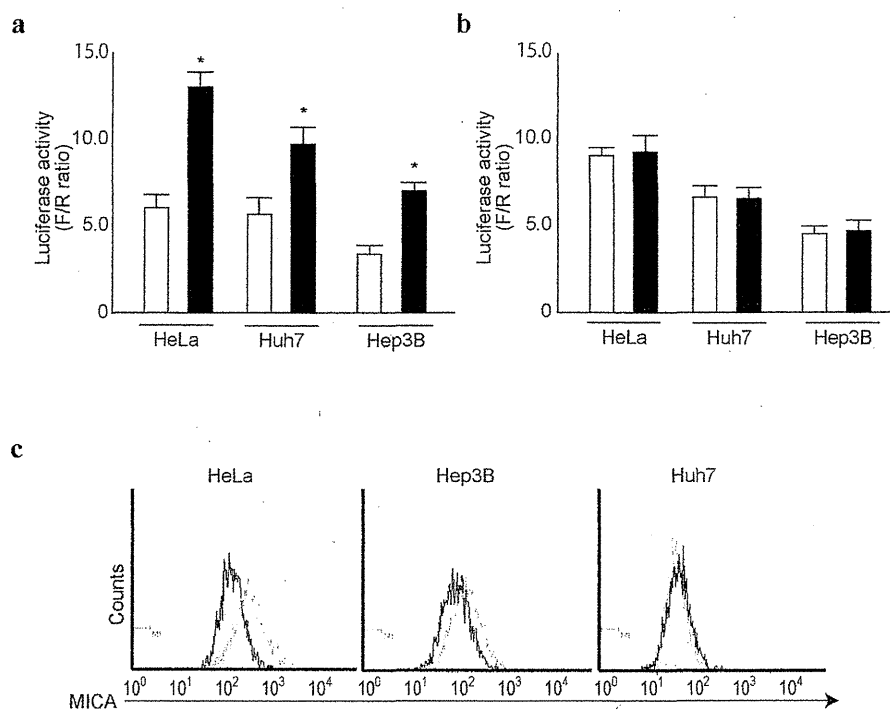 a
b
15.0
10.0
5.0
0
Luciferase activity
(F/R ratio)
*
*
*
HeLa
Huh7
Hep3B
15.0
10.0
5.0
0
Luciferase activity
(F/R ratio)
HeLa
Huh7
Hep3B
c
HeLa
Hep3B
Huh7
Counts
M1
10⁰ 10¹ 10² 10³ 10⁴
10⁰ 10¹ 10² 10³ 10⁴
10⁰ 10¹ 10² 10³ 10⁴
MICA